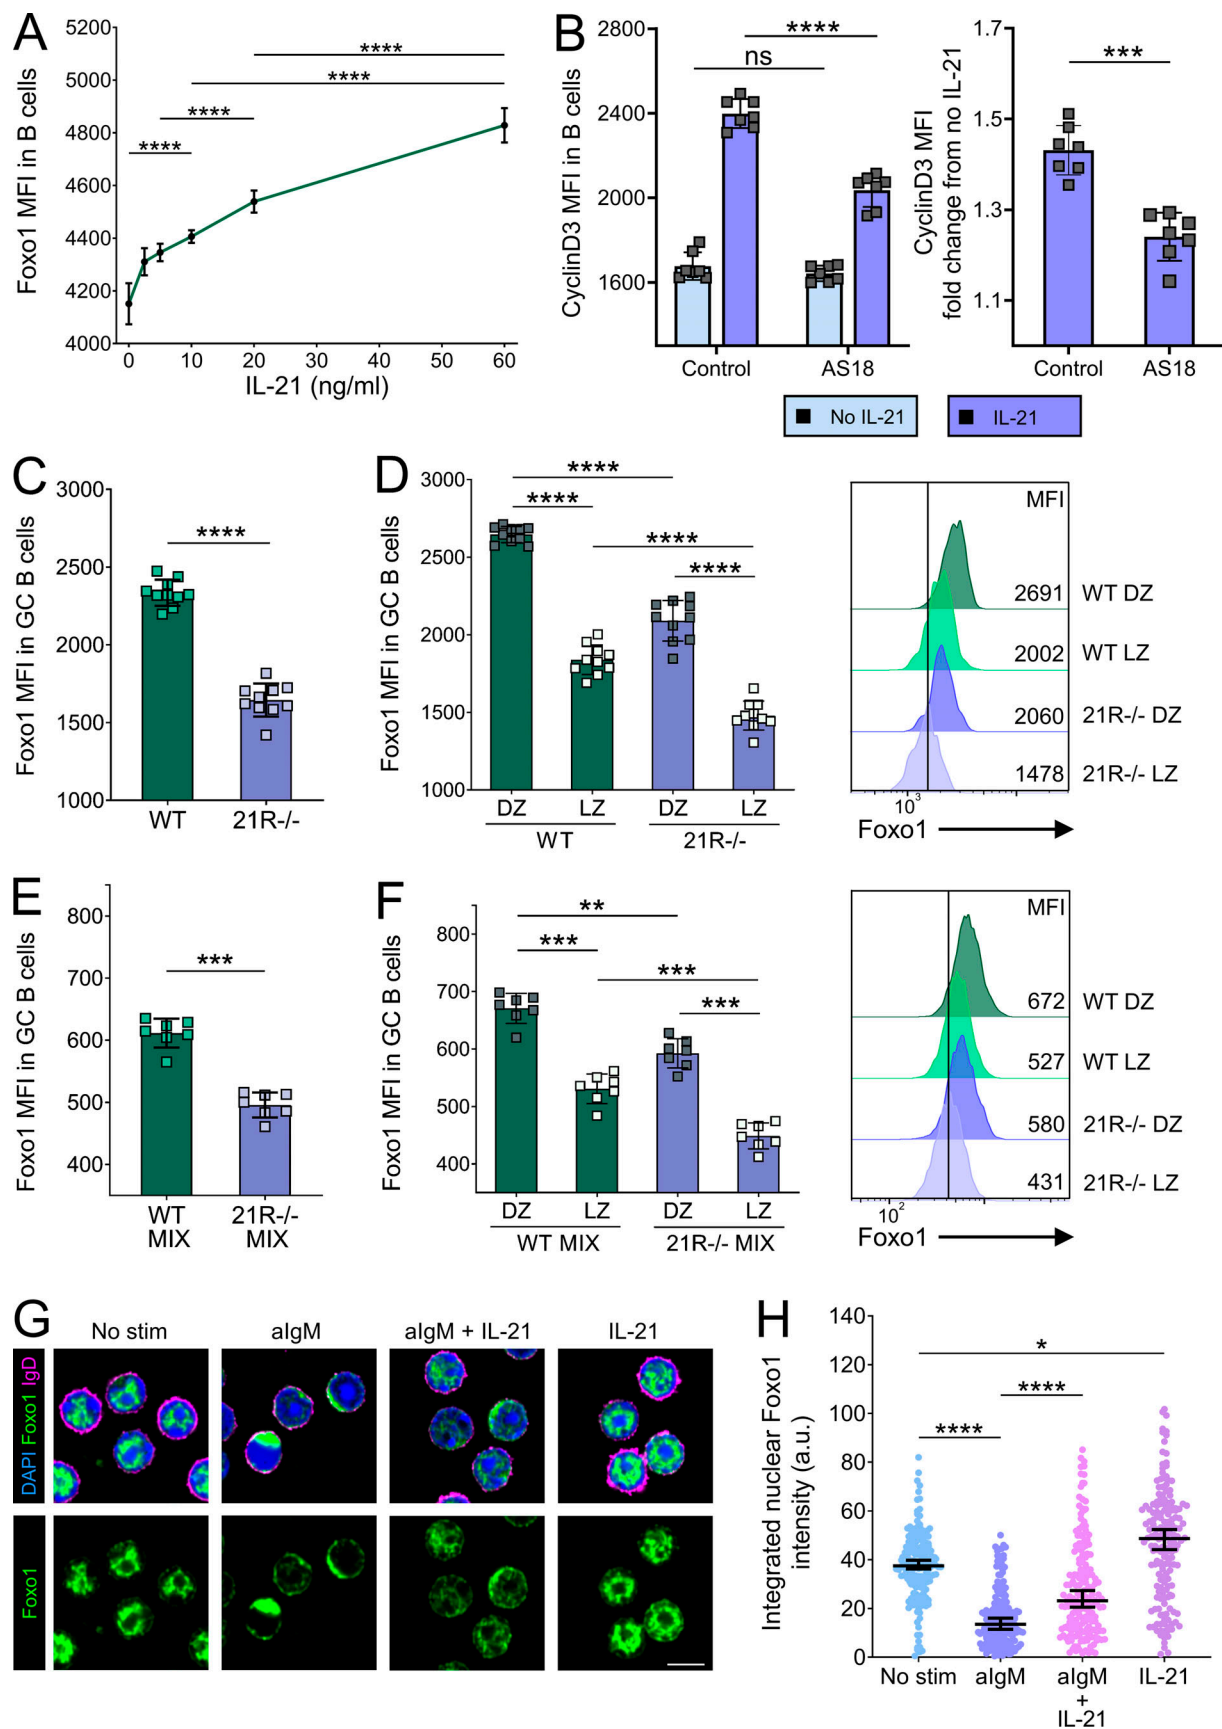 A
Foxo1 MFI in B cells
5200
5000
4800
4600
4400
4200
4000
****
****
****
****
0 10 20 30 40 50 60
IL-21 (ng/ml)
B
CyclinD3 MFI in B cells
2800
2400
2000
1600
****
ns
Control AS18
CyclinD3 MFI
fold change from no IL-21
1.7
1.5
1.3
1.1
***
Control AS18
No IL-21
IL-21
C
Foxo1 MFI in GC B cells
3000
2500
2000
1500
1000
****
WT 21R-/-
D
Foxo1 MFI in GC B cells
3000
2500
2000
1500
1000
****
****
****
****
DZ LZ DZ LZ
WT 21R-/-
MFI
2691 WT DZ
2002 WT LZ
2060 21R-/- DZ
1478 21R-/- LZ
10³
Foxo1
E
Foxo1 MFI in GC B cells
800
700
600
500
400
***
WT 21R-/-
MIX MIX
F
Foxo1 MFI in GC B cells
800
700
600
500
400
**
***
***
***
DZ LZ DZ LZ
WT MIX 21R-/- MIX
MFI
672 WT DZ
527 WT LZ
580 21R-/- DZ
431 21R-/- LZ
10²
Foxo1
G
No stim aIgM aIgM + IL-21 IL-21
DAPI Foxo1 IgD
Foxo1
H
Integrated nuclear Foxo1
intensity (a.u.)
140
120
100
80
60
40
20
0
*
****
****
No stim aIgM aIgM IL-21
+
IL-21